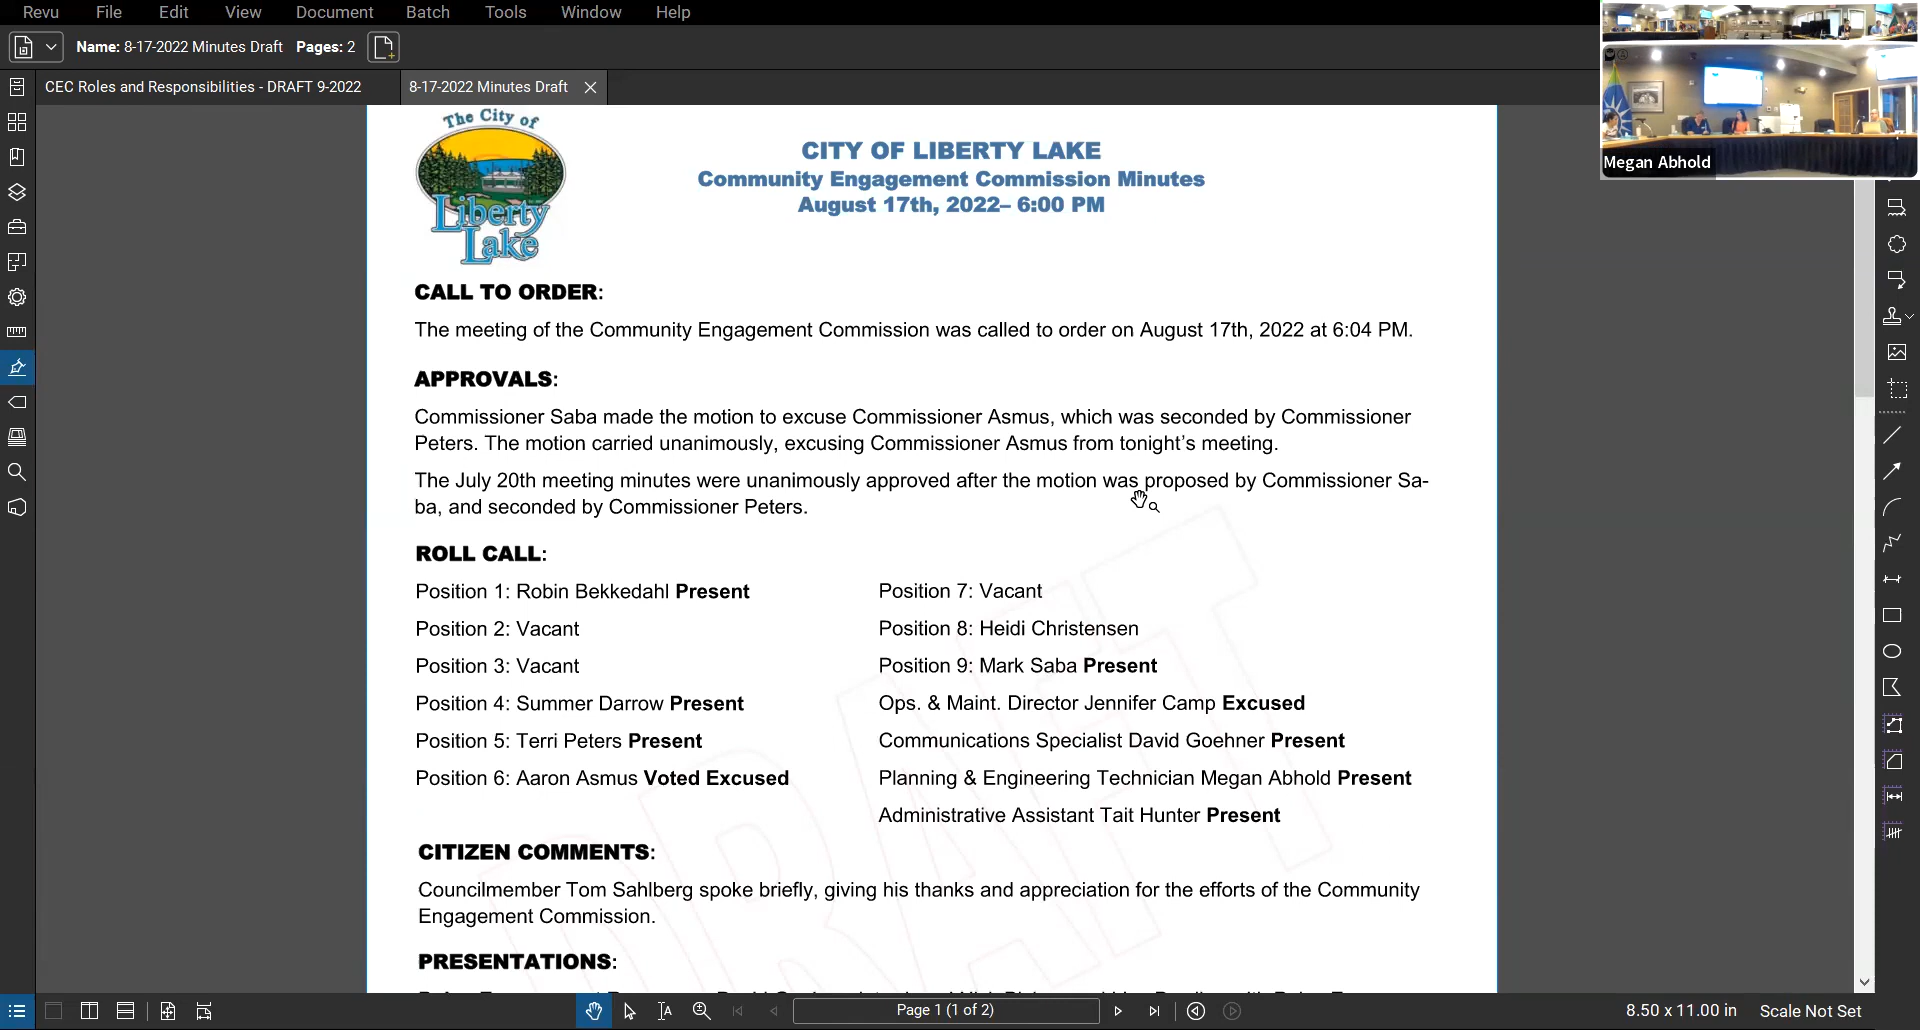 Revu File Edit View Document Batch Tools Window Help
Name: 8-17-2022 Minutes Draft Pages: 2
CEC Roles and Responsibilities - DRAFT 9-2022 8-17-2022 Minutes Draft
Megan Abhold
The City of
Liberty
Lake
CITY OF LIBERTY LAKE
Community Engagement Commission Minutes
August 17th, 2022– 6:00 PM
CALL TO ORDER:
The meeting of the Community Engagement Commission was called to order on August 17th, 2022 at 6:04 PM.
APPROVALS:
Commissioner Saba made the motion to excuse Commissioner Asmus, which was seconded by Commissioner
Peters. The motion carried unanimously, excusing Commissioner Asmus from tonight's meeting.
The July 20th meeting minutes were unanimously approved after the motion was proposed by Commissioner Sa-
ba, and seconded by Commissioner Peters.
ROLL CALL:
Position 1: Robin Bekkedahl Present
Position 2: Vacant
Position 3: Vacant
Position 4: Summer Darrow Present
Position 5: Terri Peters Present
Position 6: Aaron Asmus Voted Excused
Position 7: Vacant
Position 8: Heidi Christensen
Position 9: Mark Saba Present
Ops. & Maint. Director Jennifer Camp Excused
Communications Specialist David Goehner Present
Planning & Engineering Technician Megan Abhold Present
Administrative Assistant Tait Hunter Present
CITIZEN COMMENTS:
Councilmember Tom Sahlberg spoke briefly, giving his thanks and appreciation for the efforts of the Community
Engagement Commission.
PRESENTATIONS:
DRAFT
Page 1 (1 of 2)
8.50 x 11.00 in Scale Not Set